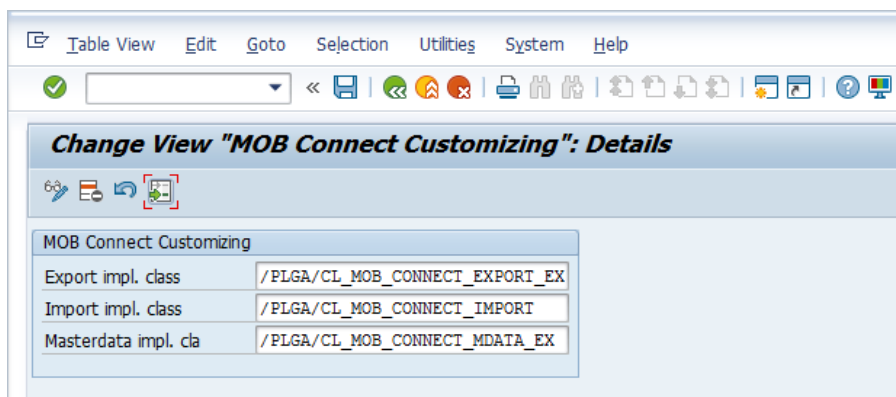 Table View Edit Goto Selection Utilities System Help
Change View "MOB Connect Customizing": Details
MOB Connect Customizing
Export impl. class /PLGA/CL_MOB_CONNECT_EXPORT_EX
Import impl. class /PLGA/CL_MOB_CONNECT_IMPORT
Masterdata impl. cla /PLGA/CL_MOB_CONNECT_MDATA_EX